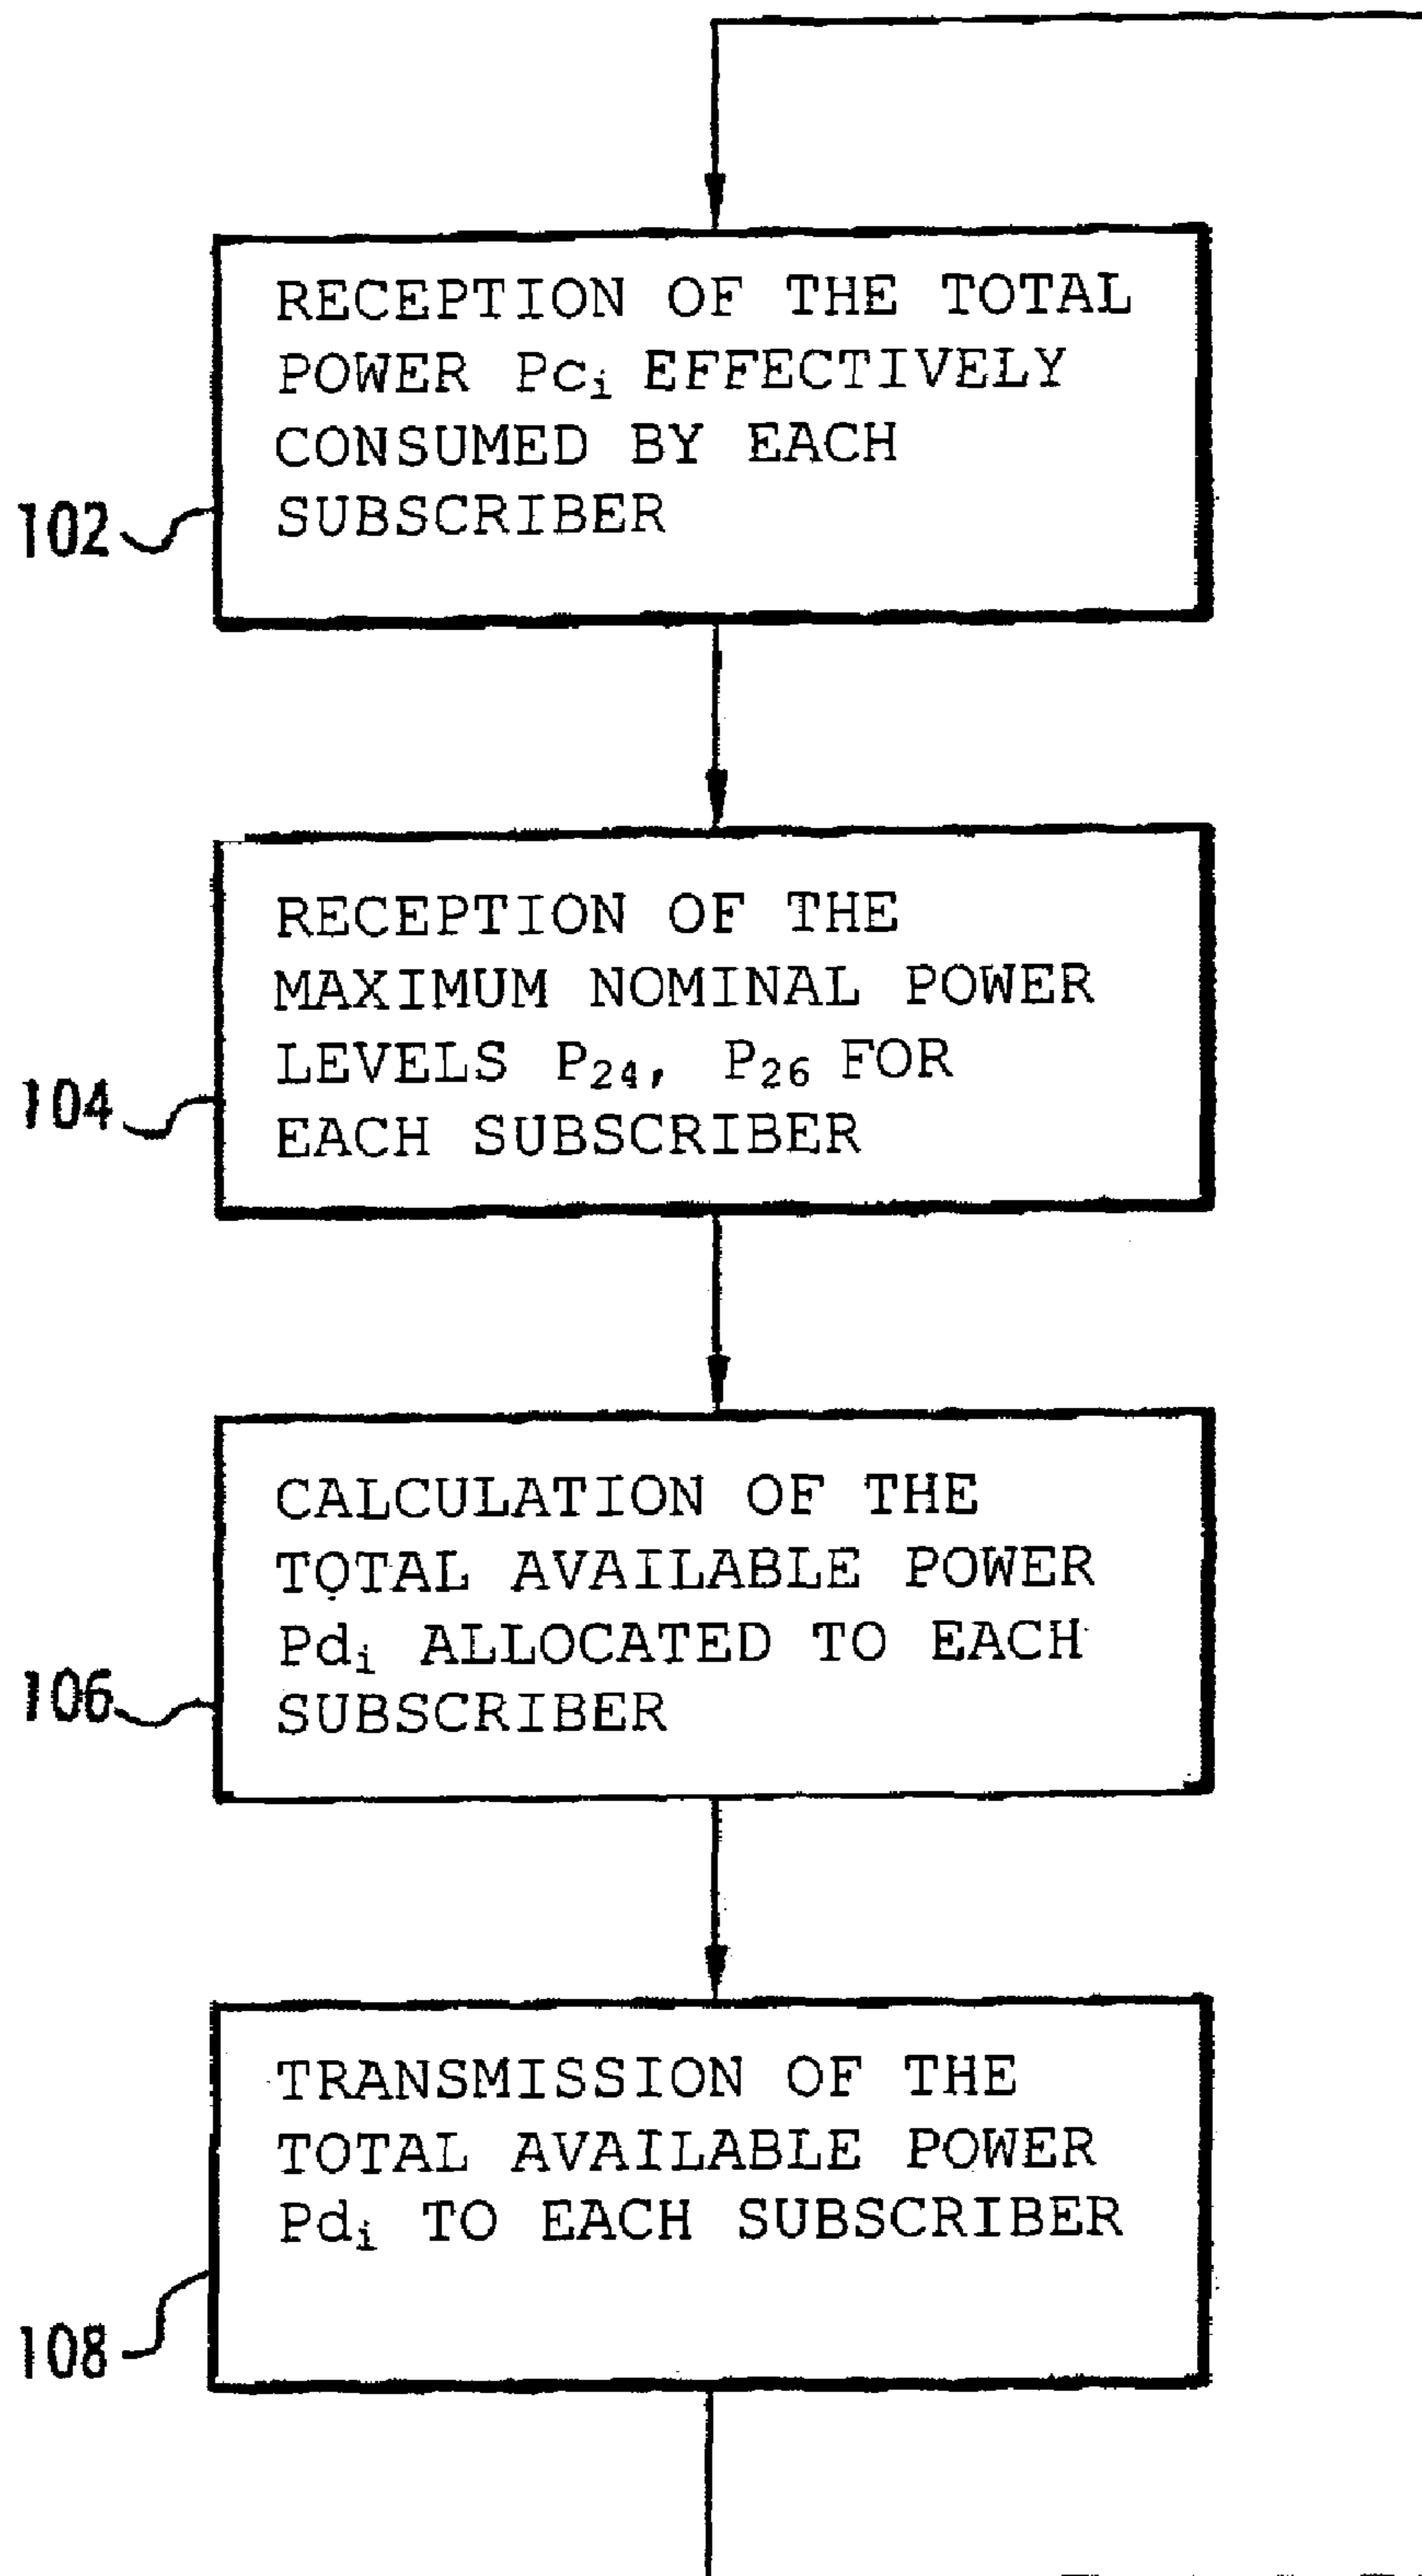 RECEPTION OF THE TOTAL
POWER Pci EFFECTIVELY
CONSUMED BY EACH
SUBSCRIBER
102
RECEPTION OF THE
MAXIMUM NOMINAL POWER
LEVELS P24, P26 FOR
EACH SUBSCRIBER
104
CALCULATION OF THE
TOTAL AVAILABLE POWER
Pdi ALLOCATED TO EACH
SUBSCRIBER
106
TRANSMISSION OF THE
TOTAL AVAILABLE POWER
Pdi TO EACH SUBSCRIBER
108